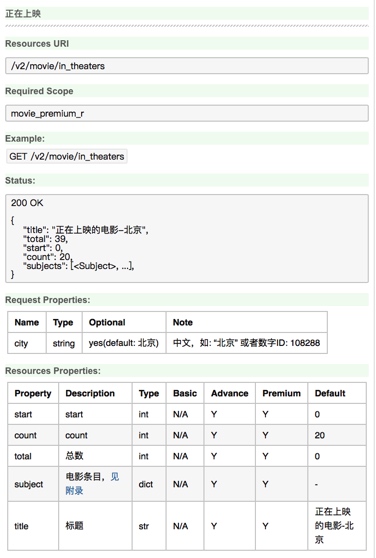 正在上映
Resources URI
/v2/movie/in_theaters
Required Scope
movie_premium_r
Example:
GET /v2/movie/in_theaters
Status:
200 OK
{
"title": "正在上映的电影-北京",
"total": 39,
"start": 0,
"count": 20,
"subjects": [<Subject>, ...],
}
Request Properties:
Name Type Optional Note
city string yes(default: 北京) 中文，如: "北京" 或者数字ID: 108288
Resources Properties:
Property Description Type Basic Advance Premium Default
start start int N/A Y Y 0
count count int N/A Y Y 20
total 总数 int N/A Y Y 0
subject 电影条目，见附录 dict N/A Y Y -
title 标题 str N/A Y Y 正在上映的电影-北京